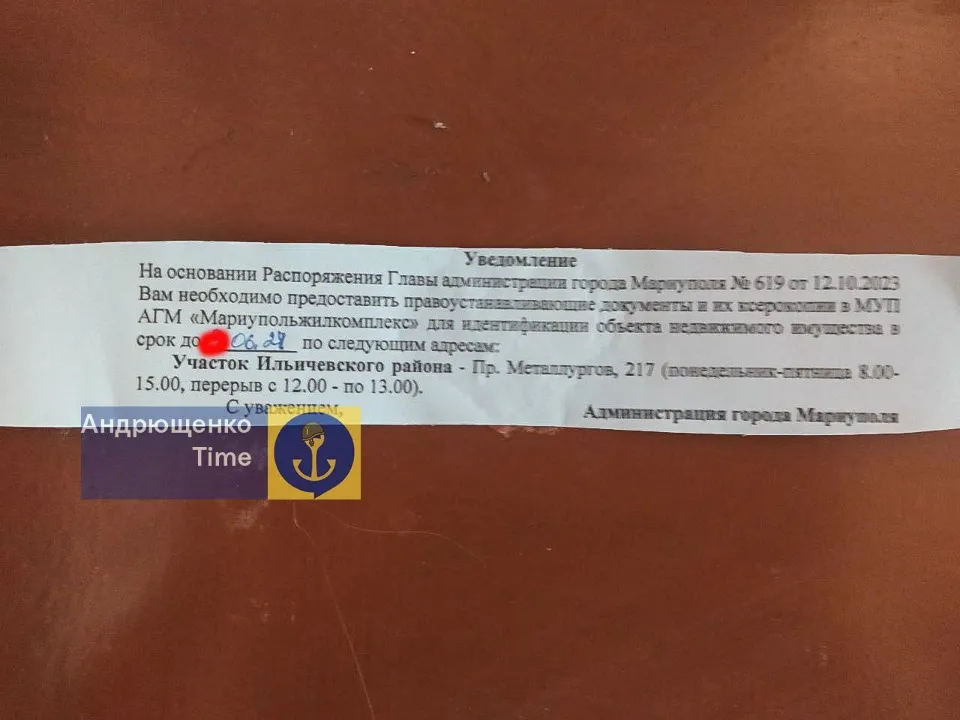 Уведомление
На основании Распоряжения Главы администрации города Мариуполя № 619 от 12.10.2023
Вам необходимо предоставить правоустанавливающие документы и их ксерокопии в МУП
АГМ «Мариупольжилкомплекс» для идентификации объекта недвижимого имущества в
срок до 06.24 по следующим адресам:
Участок Ильичевского района - Пр. Металлургов, 217 (понедельник-пятница 8.00-
15.00, перерыв с 12.00 - по 13.00).
С уважением,
Администрация города Мариуполя
Андрющенко
Time